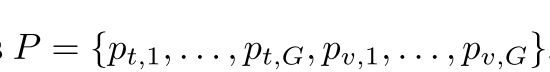 s P = {p_{t,1}, . . . , p_{t,G}, p_{v,1}, . . . , p_{v,G}}.